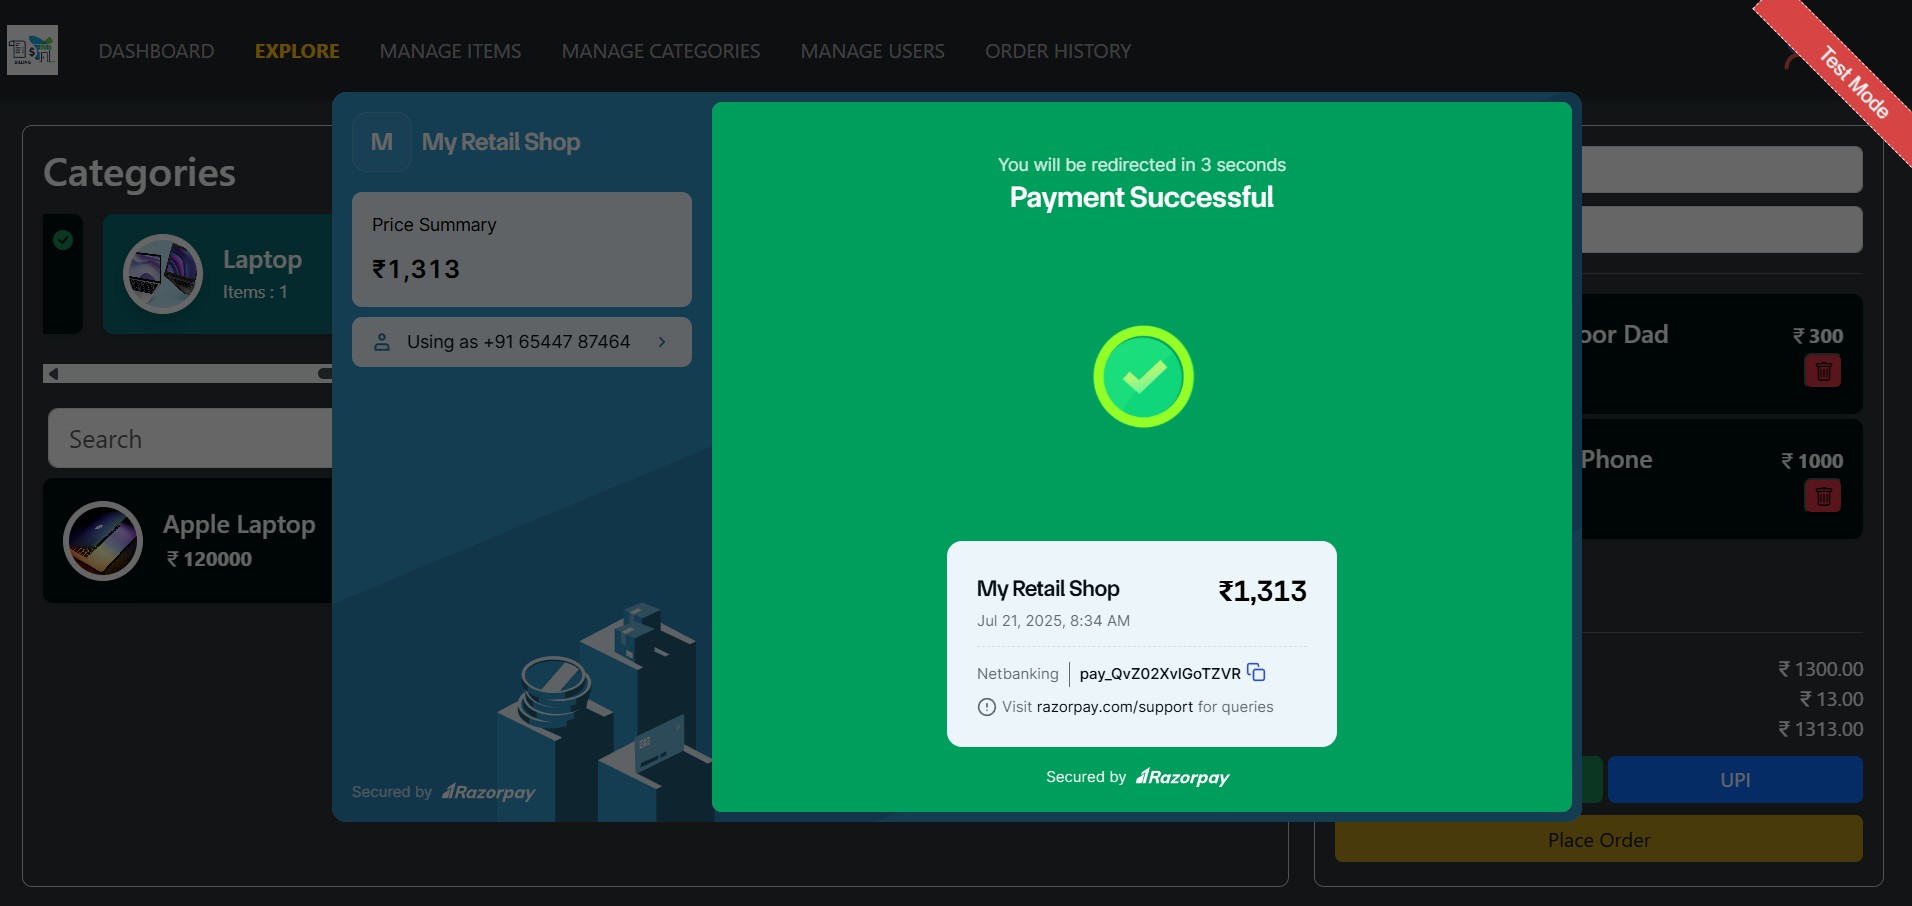 DASHBOARD
EXPLORE
MANAGE ITEMS
MANAGE CATEGORIES
MANAGE USERS
ORDER HISTORY
Test Mode
Categories
Laptop
Items : 1
Search
Apple Laptop
₹ 120000
M
My Retail Shop
Price Summary
₹1,313
Using as +91 65447 87464
Secured by Razorpay
You will be redirected in 3 seconds
Payment Successful
My Retail Shop
₹1,313
Jul 21, 2025, 8:34 AM
Netbanking
pay_QvZ02XvIGoTZVR
Visit razorpay.com/support for queries
Secured by Razorpay
oor Dad
₹ 300
Phone
₹ 1000
₹ 1300.00
₹ 13.00
₹ 1313.00
UPI
Place Order